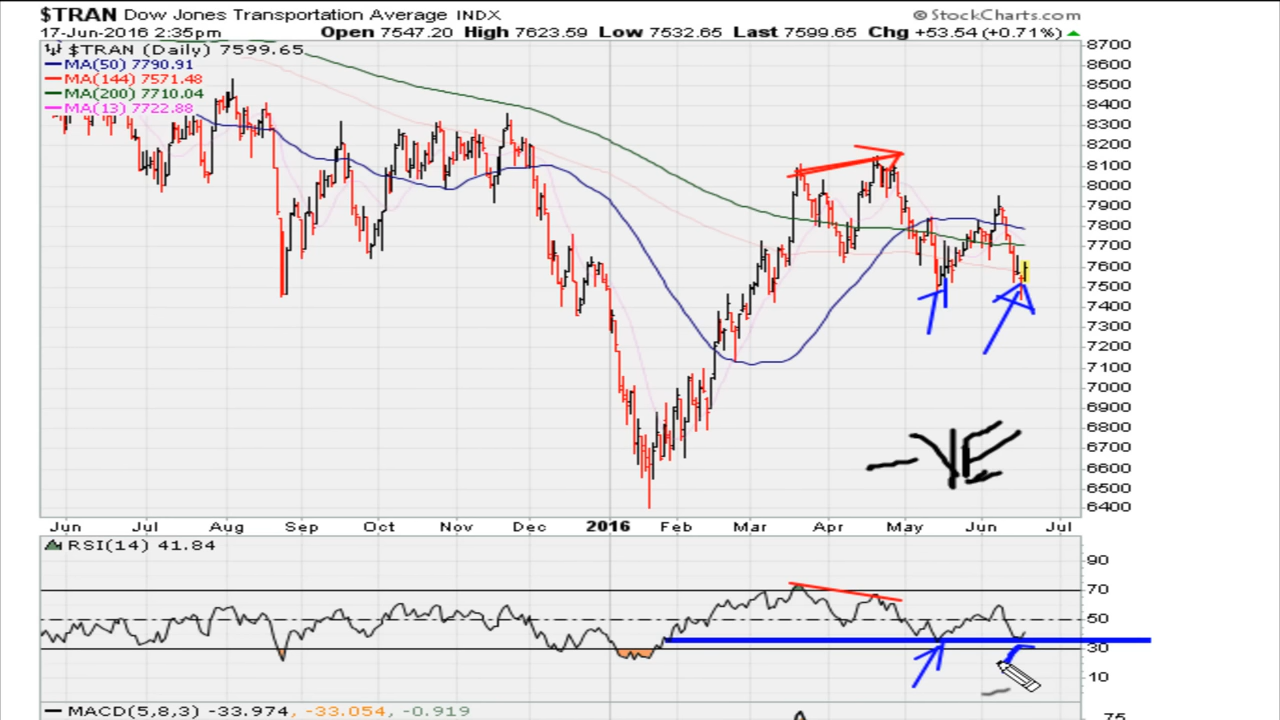 $TRAN Dow Jones Transportation Average INDX © StockCharts.com
17-Jun-2016 2:35pm Open 7547.20 High 7623.59 Low 7532.65 Last 7599.65 Chg +53.54 (+0.71%)
$TRAN (Daily) 7599.65
MA(50) 7790.91
MA(144) 7571.48
MA(200) 7710.04
MA(13) 7722.88
8700
8600
8500
8400
8300
8200
8100
8000
7900
7800
7700
7600
7500
7400
7300
7200
7100
7000
6900
6800
6700
6600
6500
6400
-VE
Jun Jul Aug Sep Oct Nov Dec 2016 Feb Mar Apr May Jun Jul
RSI(14) 41.84
90
70
50
30
10
MACD(5,8,3) -33.974, -33.054, -0.919
75